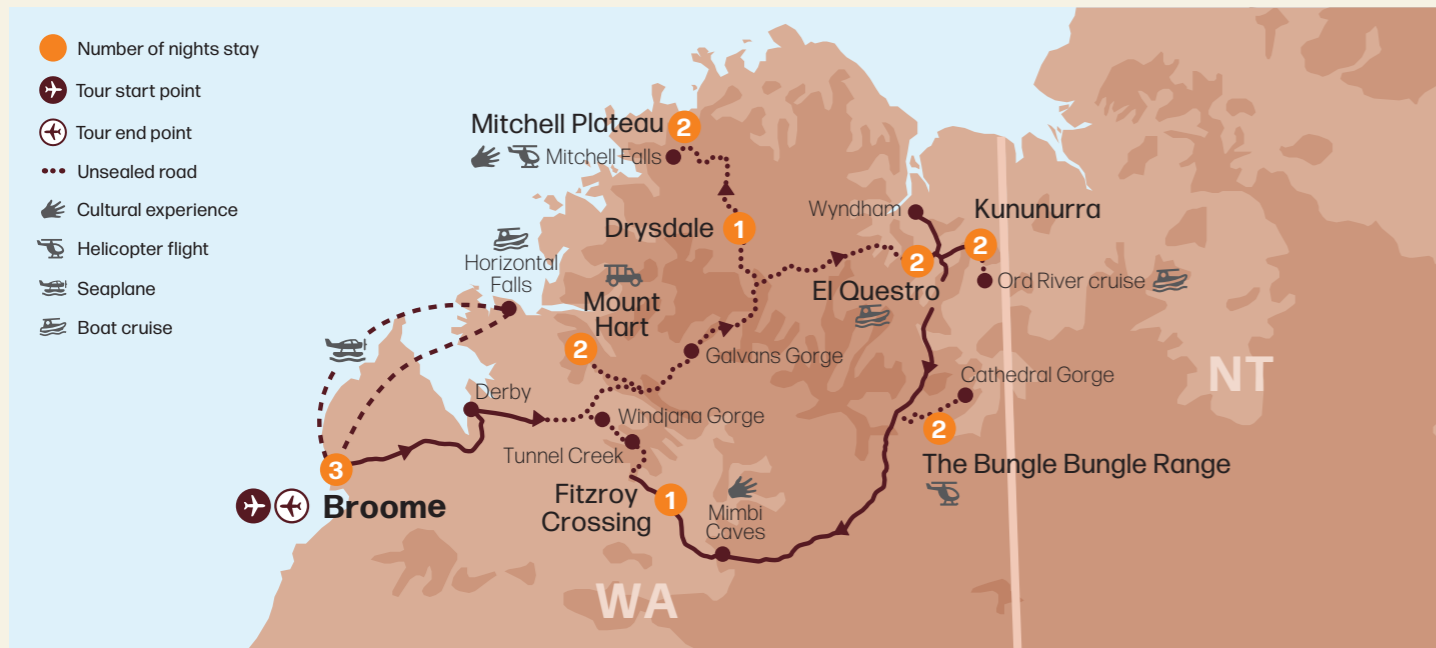 Number of nights stay
Tour start point
Tour end point
Unsealed road
Cultural experience
Helicopter flight
Seaplane
Boat cruise
Mitchell Plateau
2
Mitchell Falls
Drysdale
1
Wyndham
Kununurra
2
2
Ord River cruise
El Questro
Horizontal
Falls
Mount
Hart
2
Galvans Gorge
NT
Cathedral Gorge
Derby
Windjana Gorge
2
Tunnel Creek
The Bungle Bungle Range
3
Broome
Fitzroy
Crossing
1
Mimbi
Caves
WA